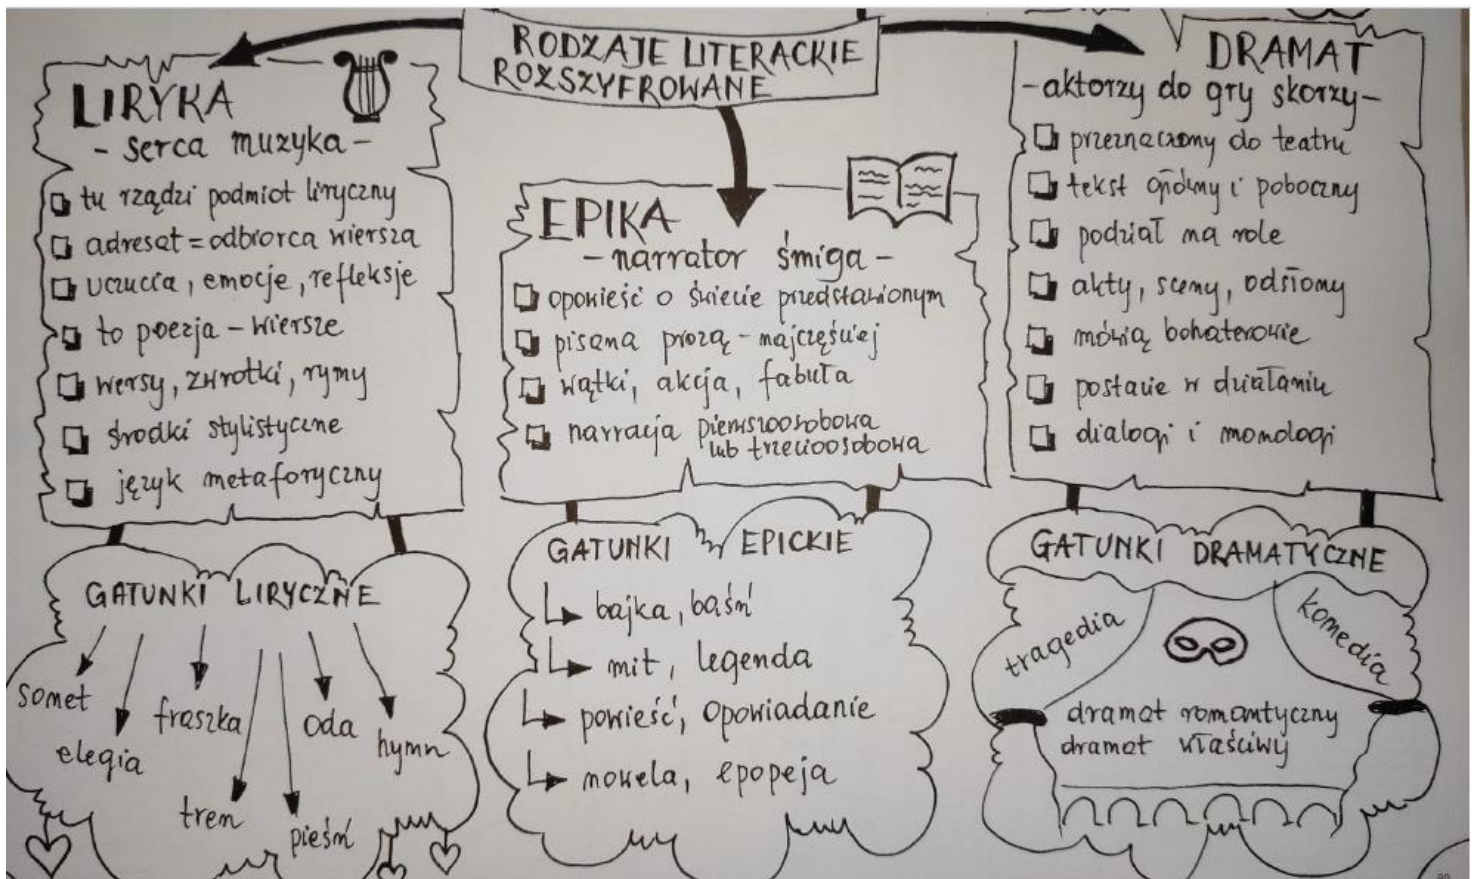 RODZAJE LITERACKIE
ROZSZYFROWANE
LIRYKA
- serca muzyka -
tu rządzi podmiot liryczny
adresat = odbiorca wiersza
uczucia, emocje, refleksje
to poezja - wiersze
wersy, zwrotki, rymy
środki stylistyczne
język metaforyczny
GATUNKI LIRYCZNE
sonet
elegia
fraszka
tren
pieśń
oda
hymn
EPIKA
- narrator śmiga -
opowieść o świecie przedstawionym
pisana prozą - najczęściej
wątki, akcja, fabuła
narracja pierwszoosobowa
lub trzecioosobowa
GATUNKI EPICKIE
bajka, baśń
mit, legenda
powieść, opowiadanie
nowela, epopeja
DRAMAT
- aktorzy do gry skorzy -
przeznaczony do teatru
tekst główny i poboczny
podział na role
akty, sceny, odsłony
mówią bohaterowie
postacie w działaniu
dialogi i monologi
GATUNKI DRAMATYCZNE
tragedia
komedia
dramat romantyczny
dramat właściwy